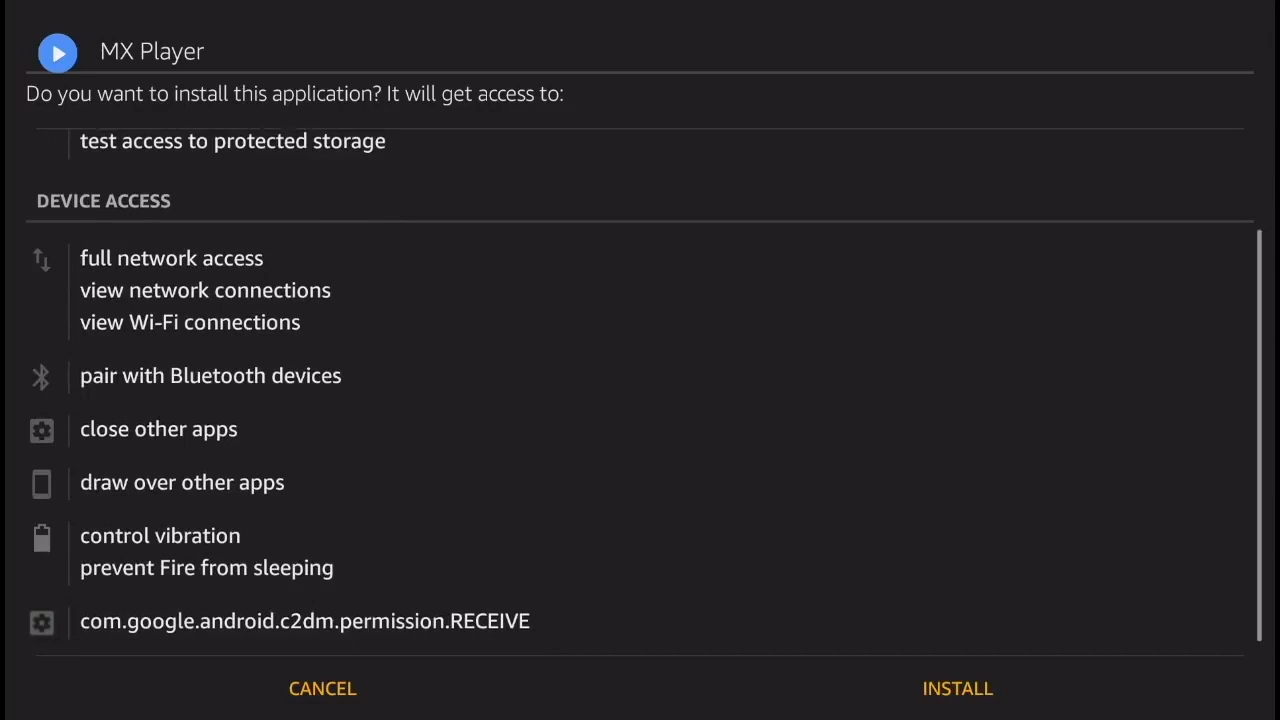 MX Player
Do you want to install this application? It will get access to:
test access to protected storage
DEVICE ACCESS
full network access
view network connections
view Wi-Fi connections
pair with Bluetooth devices
close other apps
draw over other apps
control vibration
prevent Fire from sleeping
com.google.android.c2dm.permission.RECEIVE
CANCEL
INSTALL